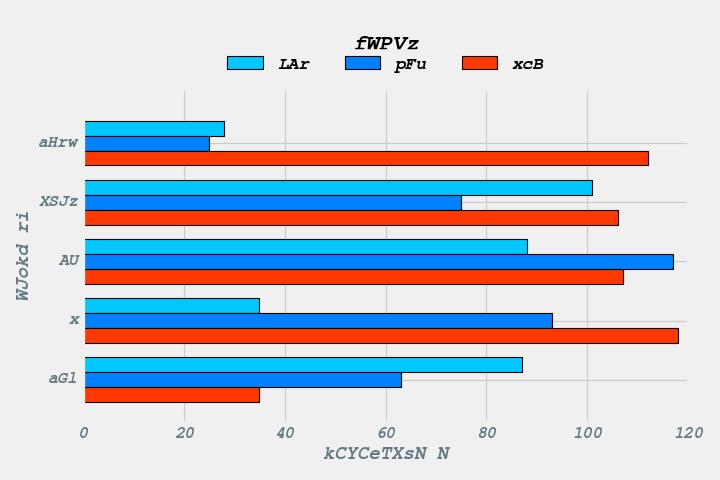 fWPVz
LAr pFu xcB
aHrw
XSJz
AU
x
aGl
WJokd ri
0 20 40 60 80 100 120
kCYCeTXsN N